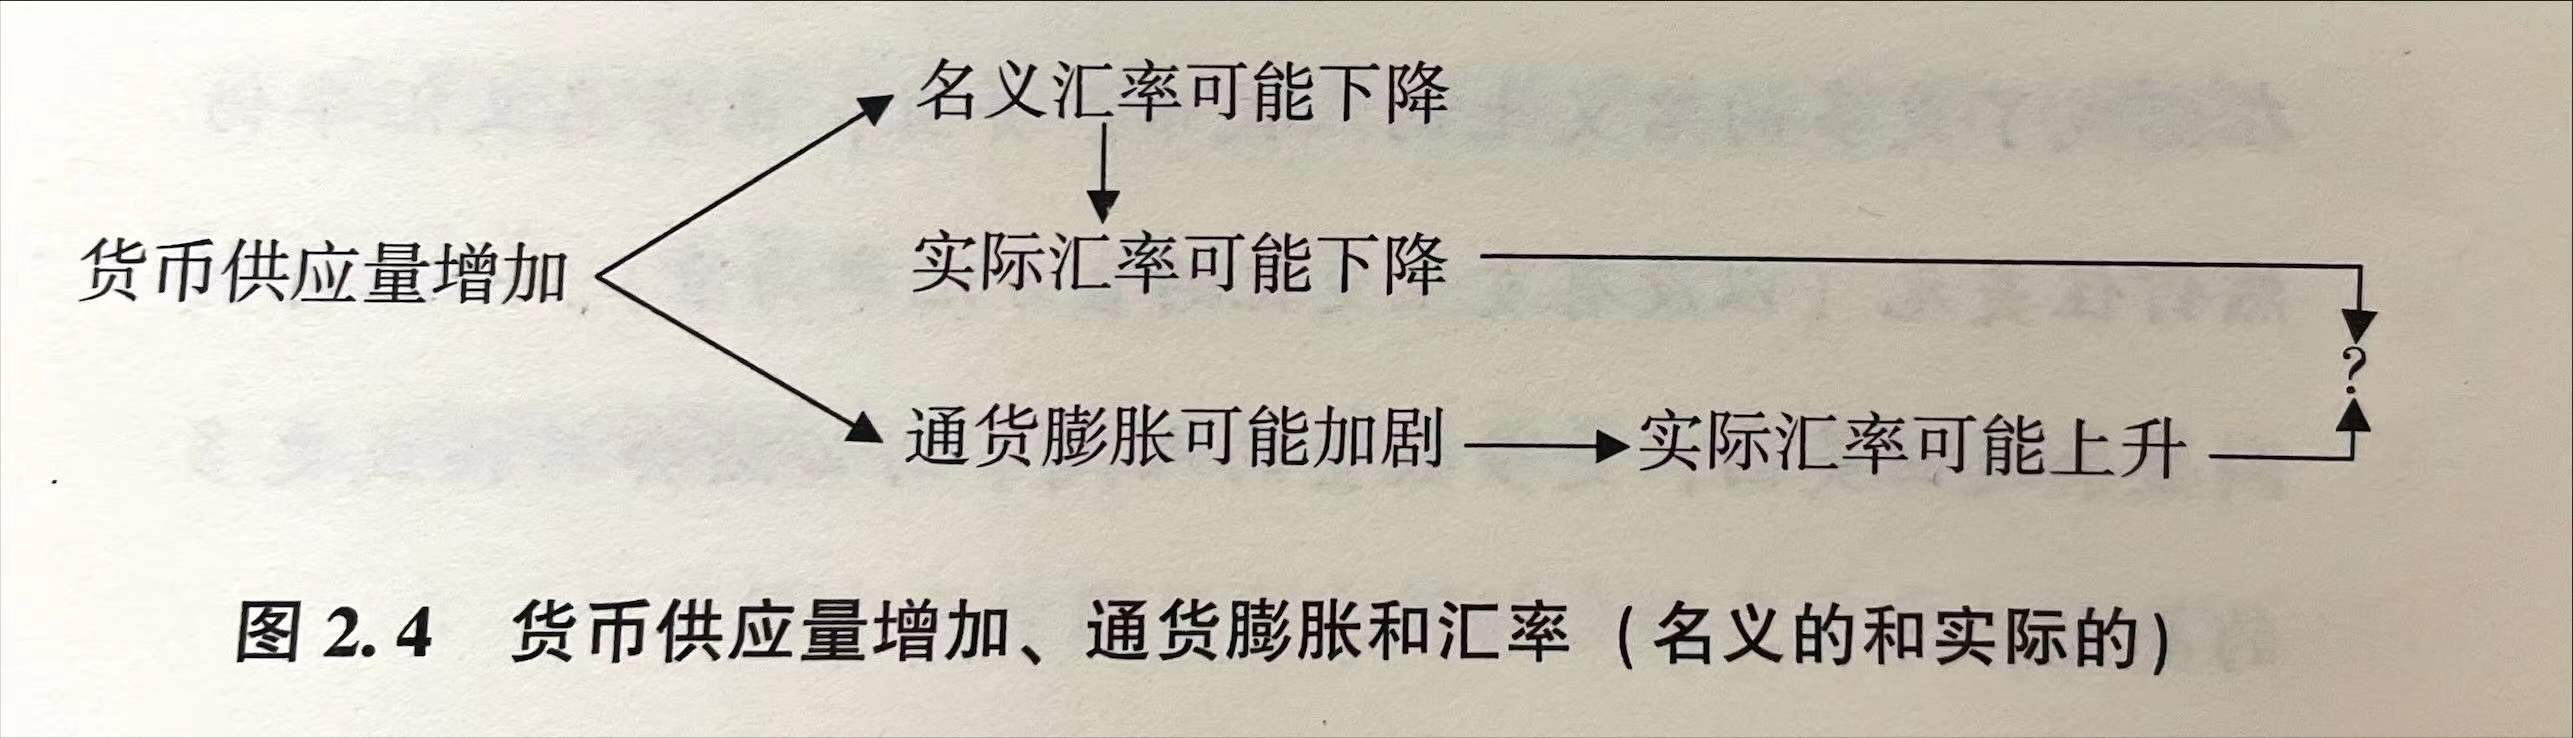 名义汇率可能下降
货币供应量增加 实际汇率可能下降
?
通货膨胀可能加剧 实际汇率可能上升
图 2.4 货币供应量增加、通货膨胀和汇率（名义的和实际的）